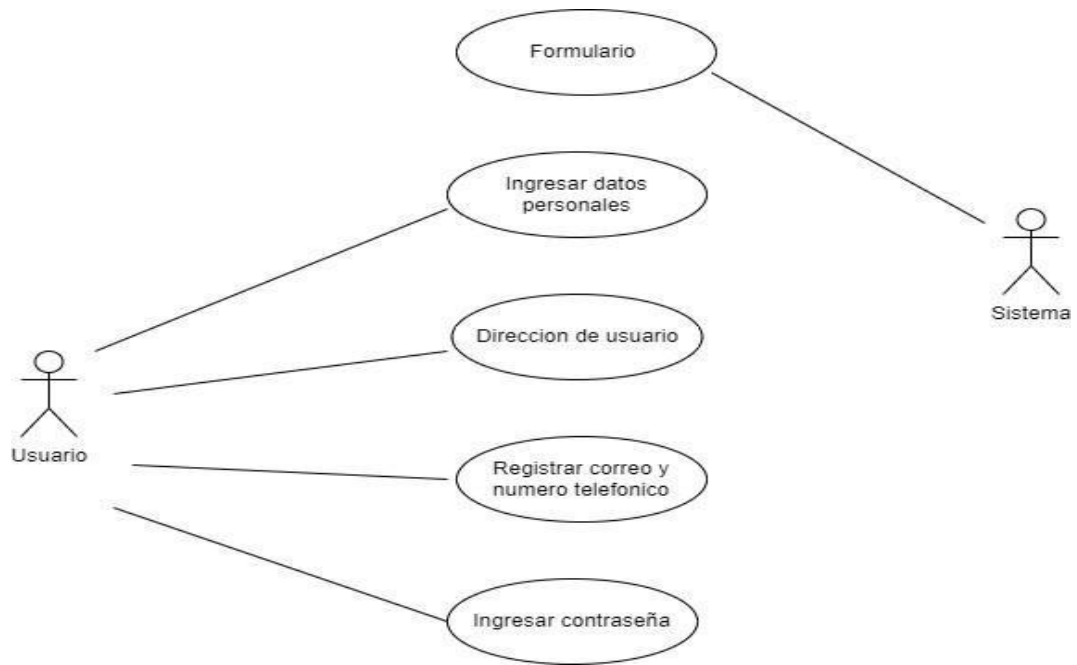 Formulario
Ingresar datos
personales
Sistema
Direccion de usuario
Usuario
Registrar correo y
numero telefonico
Ingresar contraseña